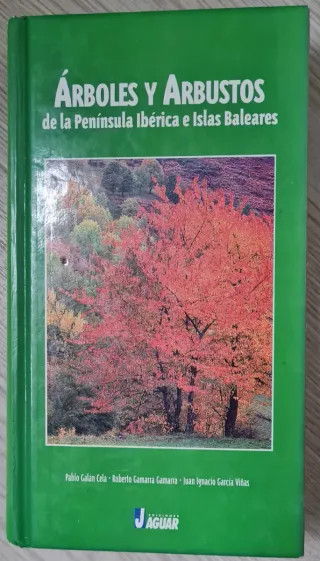 ÁRBOLES Y ARBUSTOS
de la Península Ibérica e Islas Baleares
Pablo Galán Cela - Roberto Gamarra Gamarra - Juan Ignacio García Viñas
EDICIONES
JAGUAR